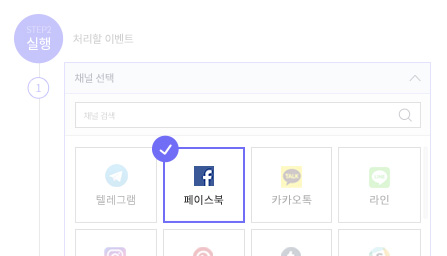 STEP2
실행
처리할 이벤트
1
채널 선택
채널 검색
텔레그램
페이스북
TALK
카카오톡
LINE
라인